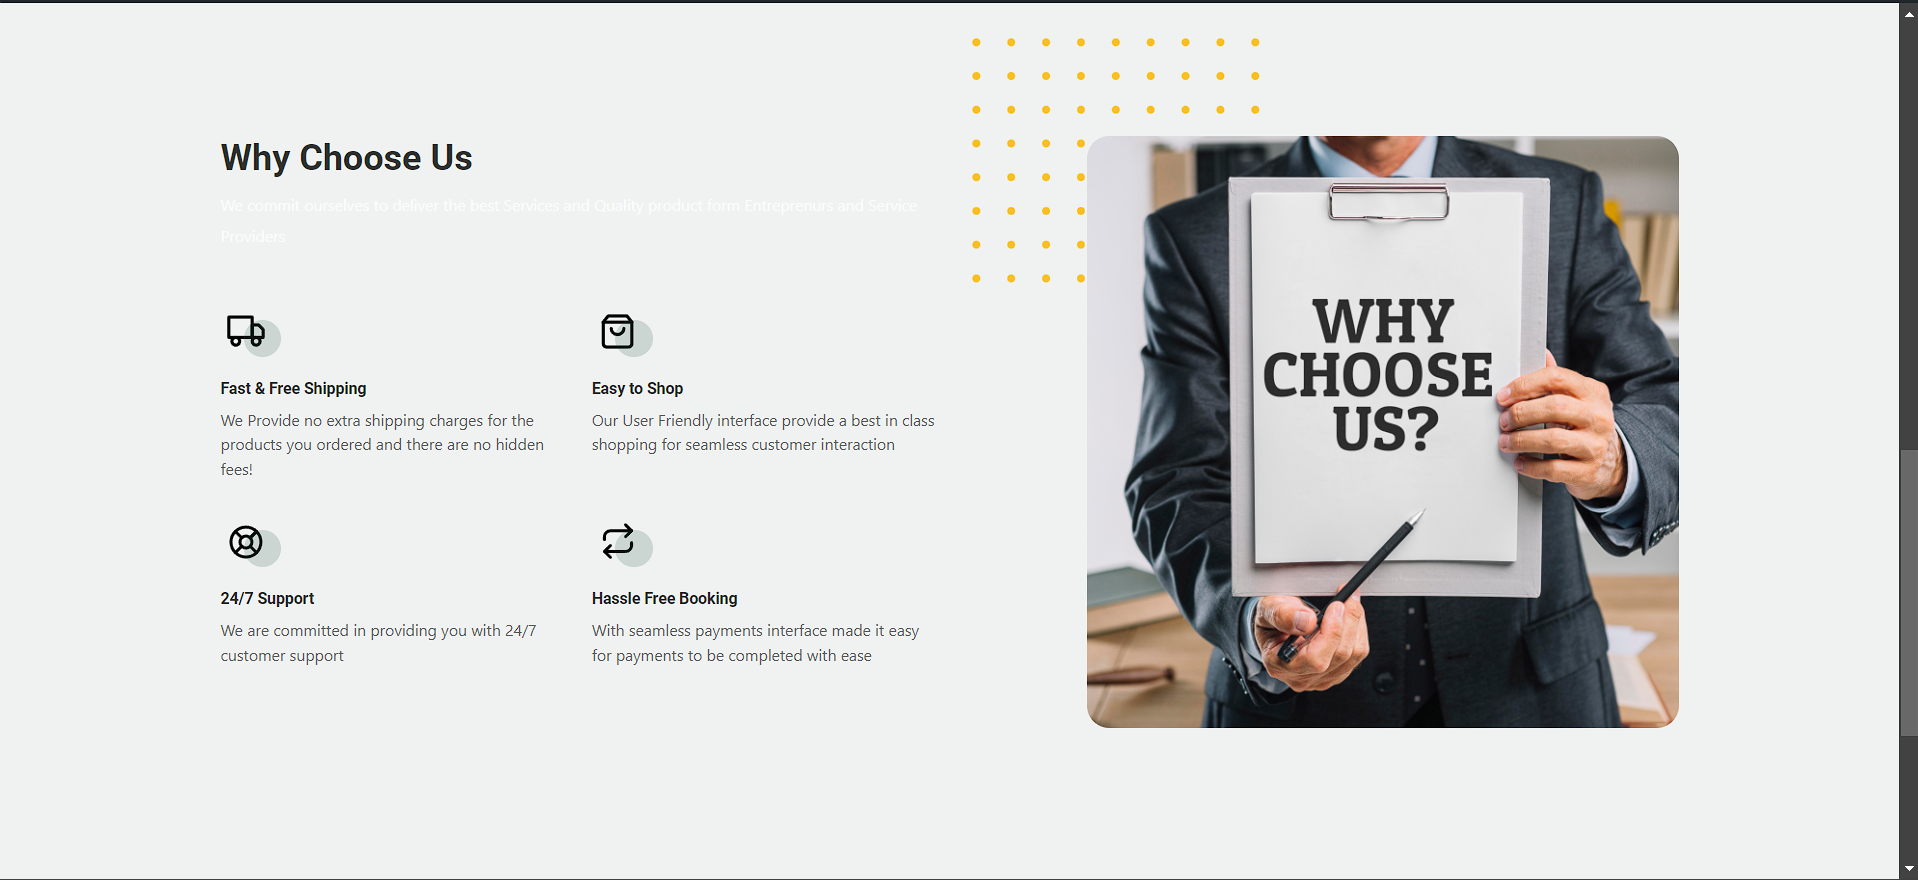 Why Choose Us
We commit ourselves to deliver the best Services and Quality product form Entreprenurs and Service
Providers
Fast & Free Shipping
We Provide no extra shipping charges for the
products you ordered and there are no hidden
fees!
Easy to Shop
Our User Friendly interface provide a best in class
shopping for seamless customer interaction
24/7 Support
We are committed in providing you with 24/7
customer support
Hassle Free Booking
With seamless payments interface made it easy
for payments to be completed with ease
WHY
CHOOSE
US?